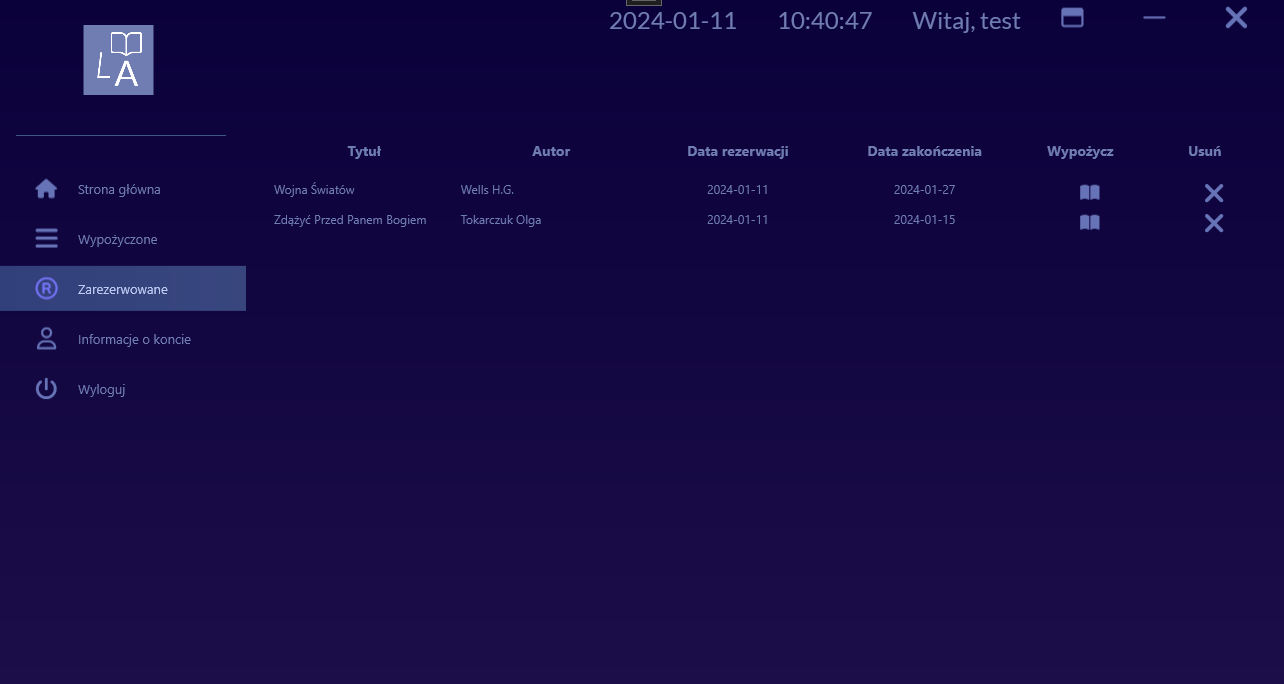 2024-01-11 10:40:47 Witaj, test
LA
Tytuł Autor Data rezerwacji Data zakończenia Wypożycz Usuń
Strona główna
Wojna Światów Wells H.G. 2024-01-11 2024-01-27
Zdążyć Przed Panem Bogiem Tokarczuk Olga 2024-01-11 2024-01-15
Wypożyczone
R Zarezerwowane
Informacje o koncie
Wyloguj